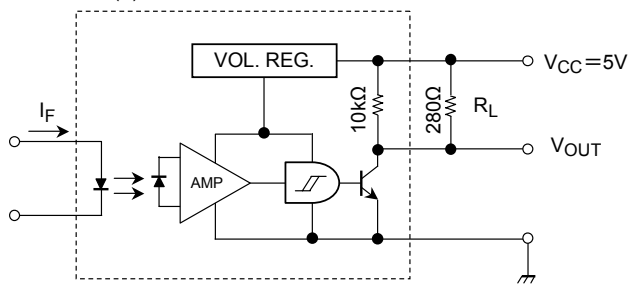 VOL. REG.
V_CC=5V
I_F
10kΩ
280Ω
R_L
V_OUT
AMP